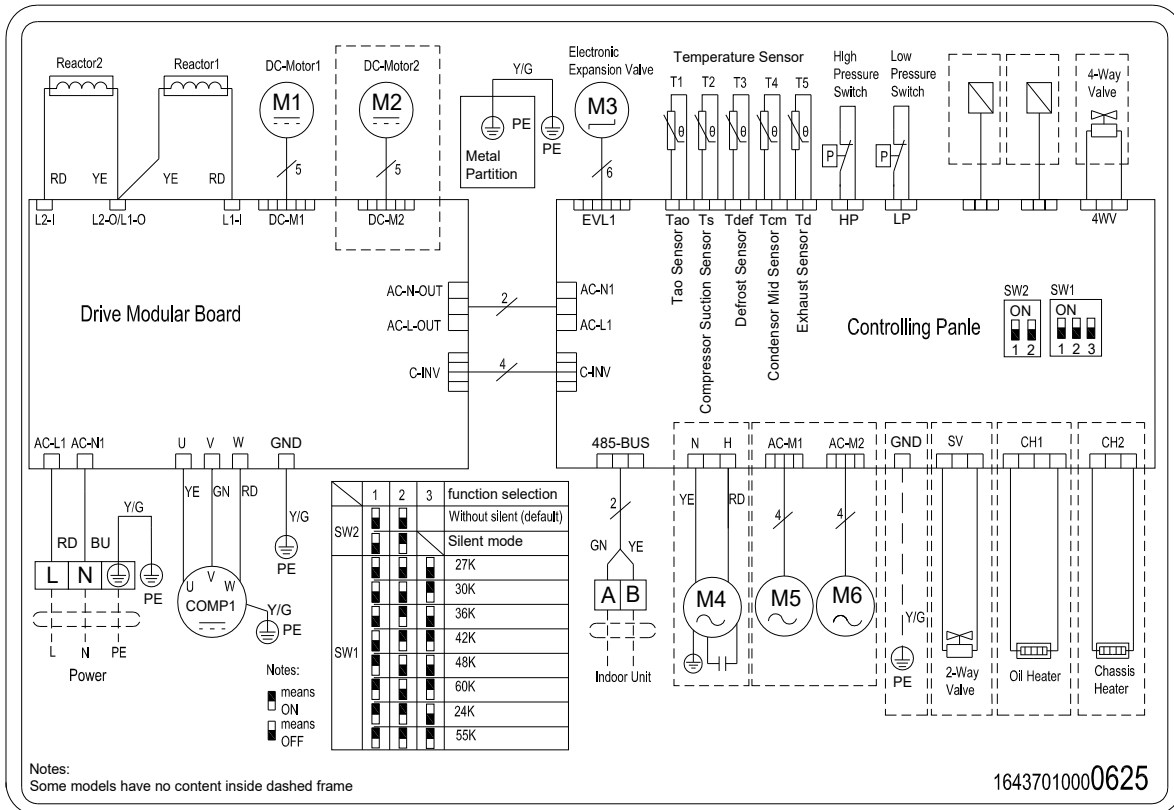 Reactor2
Reactor1
DC-Motor1
DC-Motor2
M1
M2
5
5
RD
YE
YE
RD
L2-I
L2-O/L1-O
L1-I
DC-M1
DC-M2
Y/G
PE
PE
Metal
Partition
Electronic
Expansion Valve
M3
6
Temperature Sensor
T1
T2
T3
T4
T5
θ
θ
θ
θ
θ
HIgh
Pressure
Switch
Low
Pressure
Switch
P
P
4-Way
Valve
EVL1
Tao
Ts
Tdef
Tcm
Td
HP
LP
4WV
Tao Sensor
Compressor Suction Sensor
Defrost Sensor
Condensor Mid Sensor
Exhaust Sensor
Drive Modular Board
AC-N-OUT
AC-L-OUT
C-INV
2
4
AC-N1
AC-L1
C-INV
Controlling Panle
SW2
ON
1 2
SW1
ON
1 2 3
AC-L1
AC-N1
U
V
W
GND
YE
GN
RD
Y/G
PE
RD
BU
Y/G
L
N
PE
L
N
PE
Power
U
V
W
COMP1
Y/G
PE
Notes:
means
ON
means
OFF
1 2 3 function selection
SW2
Without silent (default)
Silent mode
SW1
27K
30K
36K
42K
48K
60K
24K
55K
485-BUS
2
GN
YE
A B
Indoor Unit
N
H
YE
RD
M4
AC-M1
AC-M2
4
4
M5
M6
GND
Y/G
PE
SV
2-Way
Valve
CH1
Oil Heater
CH2
Chassis
Heater
Notes:
Some models have no content inside dashed frame
16437010000625